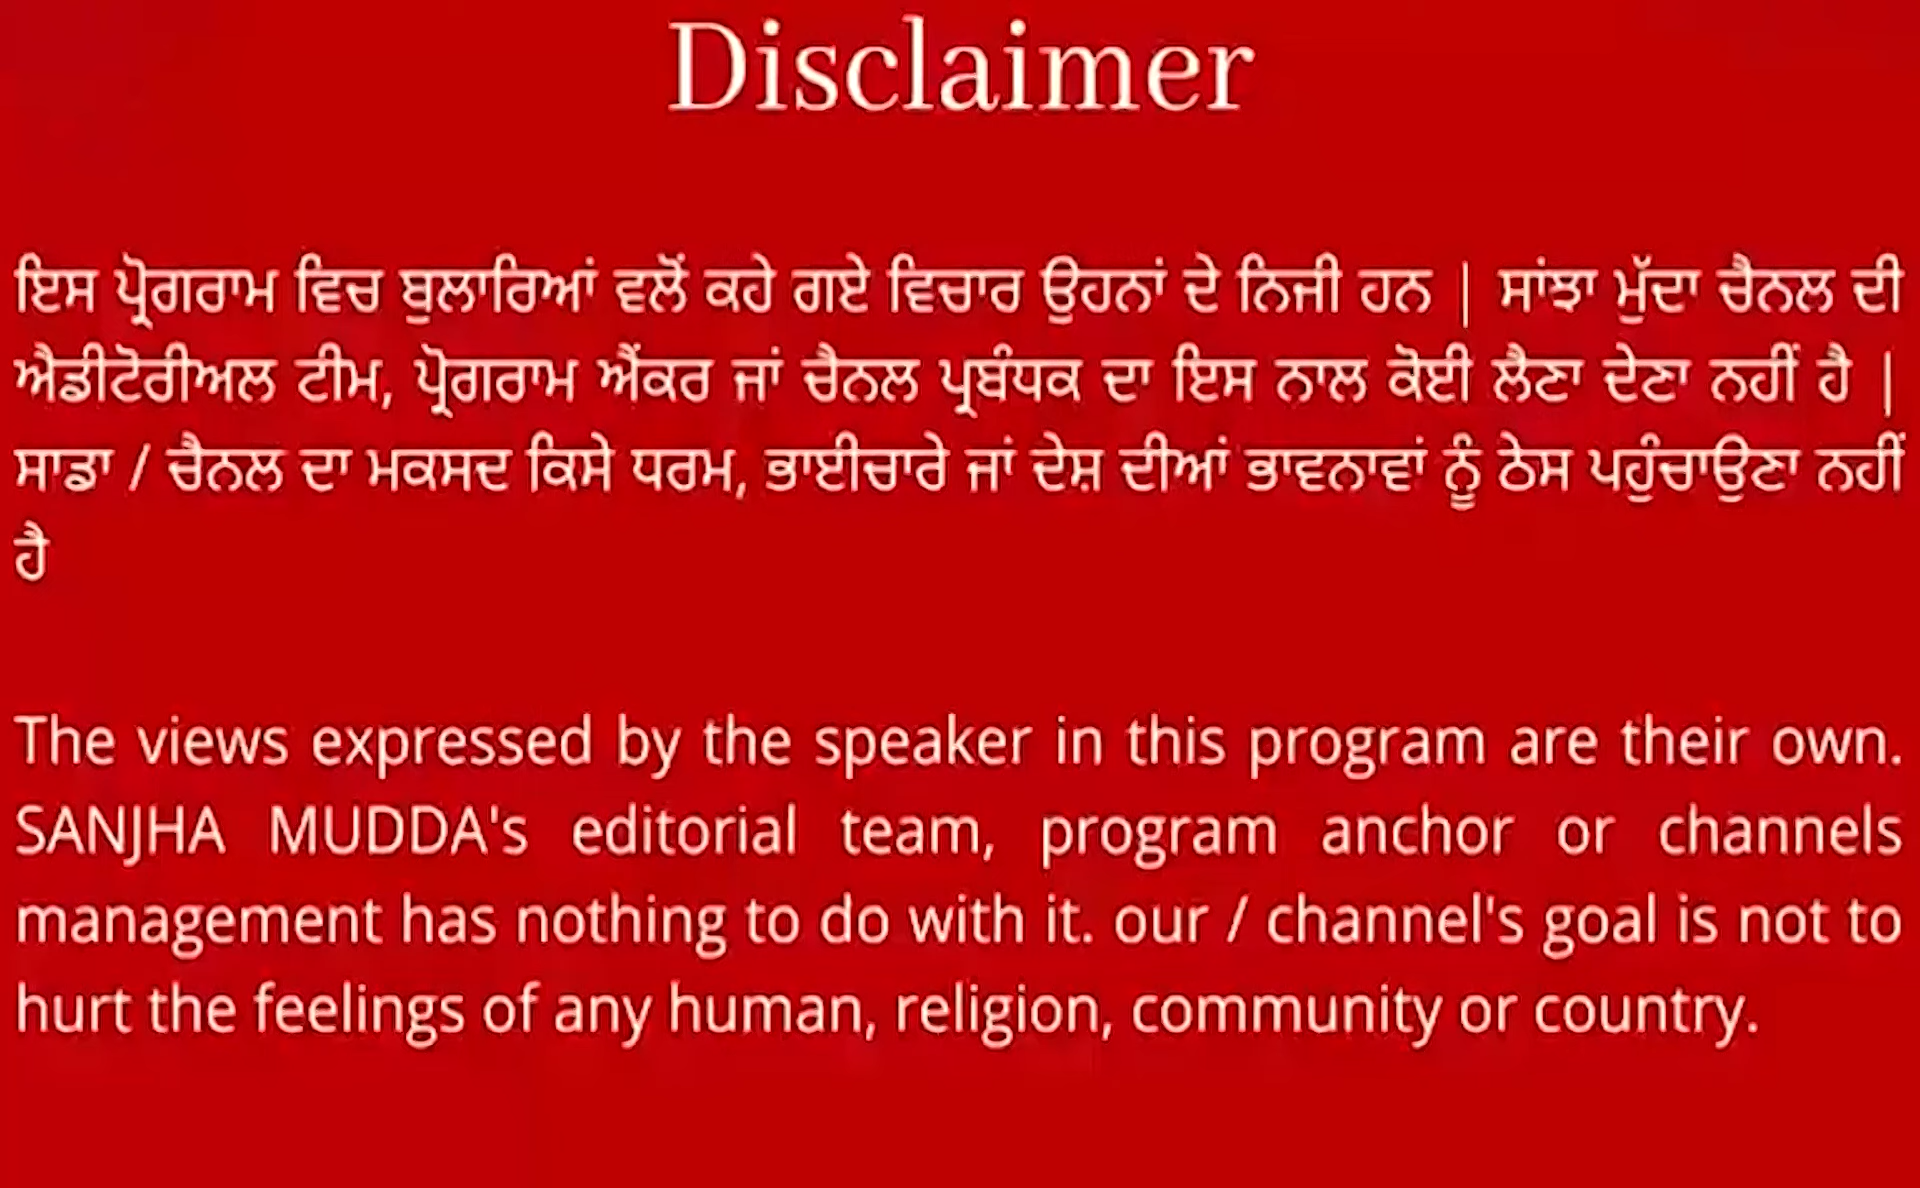 Disclaimer
ਇਸ ਪ੍ਰੋਗਰਾਮ ਵਿਚ ਬੁਲਾਰਿਆਂ ਵਲੋਂ ਕਹੇ ਗਏ ਵਿਚਾਰ ਉਹਨਾਂ ਦੇ ਨਿਜੀ ਹਨ | ਸਾਂਝਾ ਮੁੱਦਾ ਚੈਨਲ ਦੀ
ਐਡੀਟੋਰੀਅਲ ਟੀਮ, ਪ੍ਰੋਗਰਾਮ ਐਂਕਰ ਜਾਂ ਚੈਨਲ ਪ੍ਰਬੰਧਕ ਦਾ ਇਸ ਨਾਲ ਕੋਈ ਲੈਣਾ ਦੇਣਾ ਨਹੀਂ ਹੈ |
ਸਾਡਾ / ਚੈਨਲ ਦਾ ਮਕਸਦ ਕਿਸੇ ਧਰਮ, ਭਾਈਚਾਰੇ ਜਾਂ ਦੇਸ਼ ਦੀਆਂ ਭਾਵਨਾਵਾਂ ਨੂੰ ਠੇਸ ਪਹੁੰਚਾਉਣਾ ਨਹੀਂ
ਹੈ
The views expressed by the speaker in this program are their own.
SANJHA MUDDA's editorial team, program anchor or channels
management has nothing to do with it. our / channel's goal is not to
hurt the feelings of any human, religion, community or country.